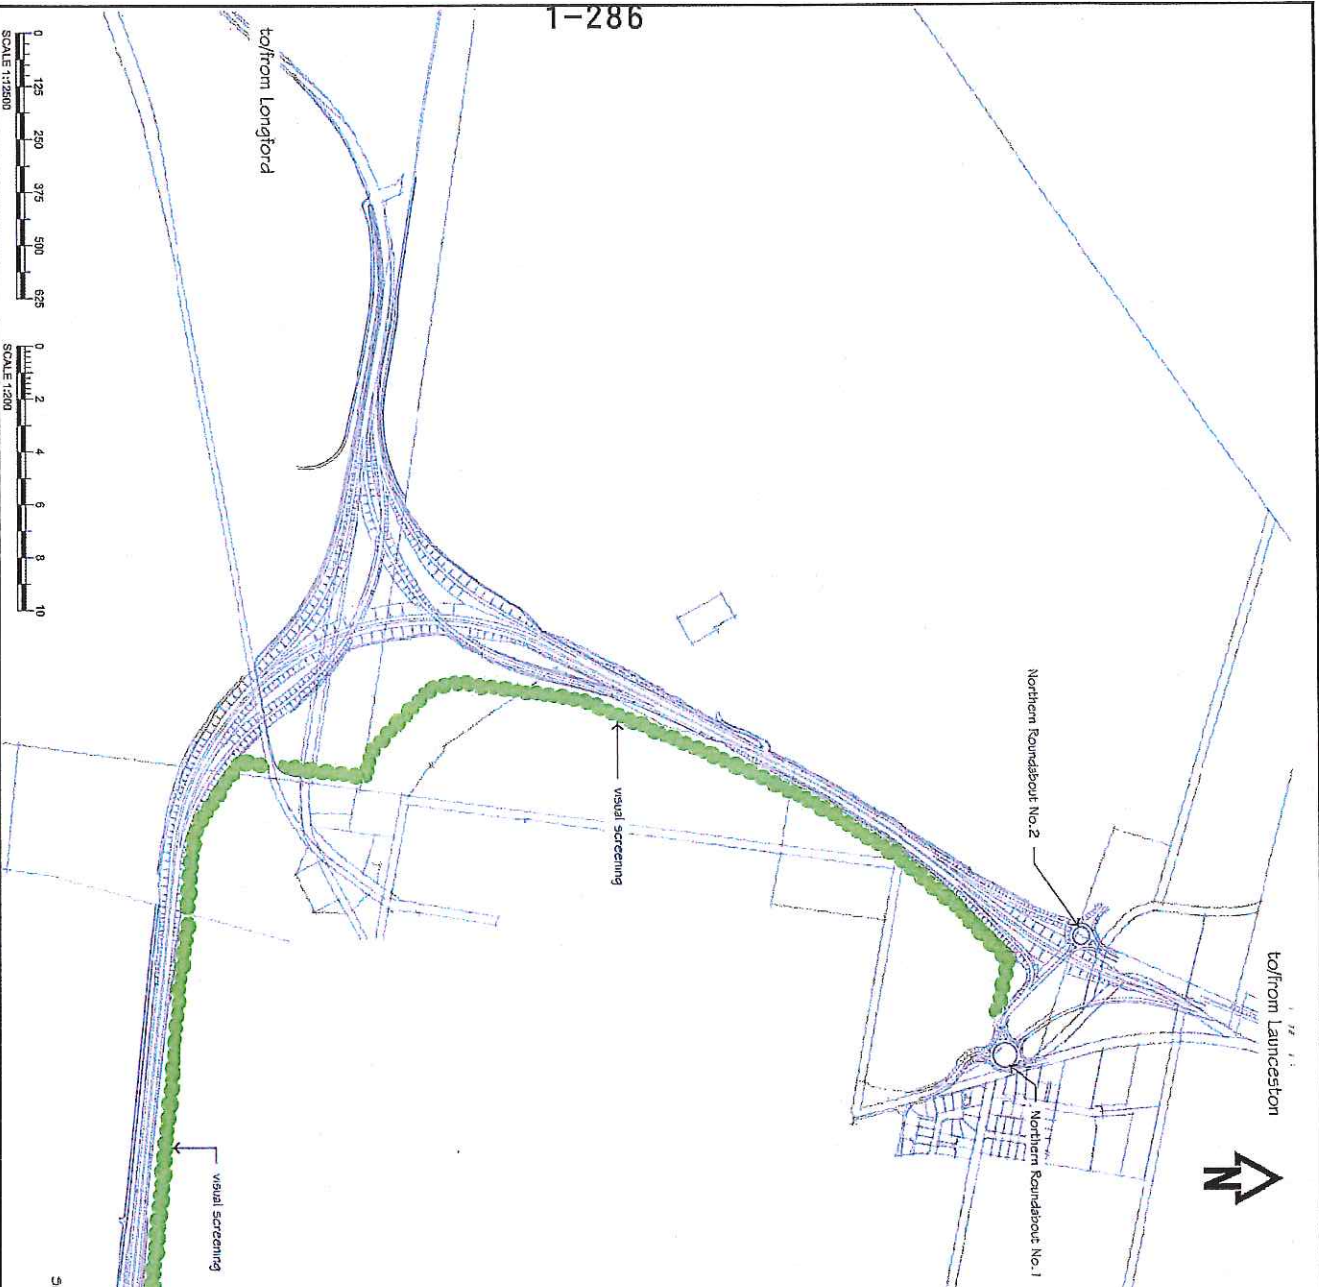 1-286
to/from Longford
0 125 250 375 500 625
SCALE 1:12500
0 2 4 6 8 10
SCALE 1:200
Northern Roundabout No.2
to/from Launceston
N
Northern Roundabout No.1
visual screening
visual screening